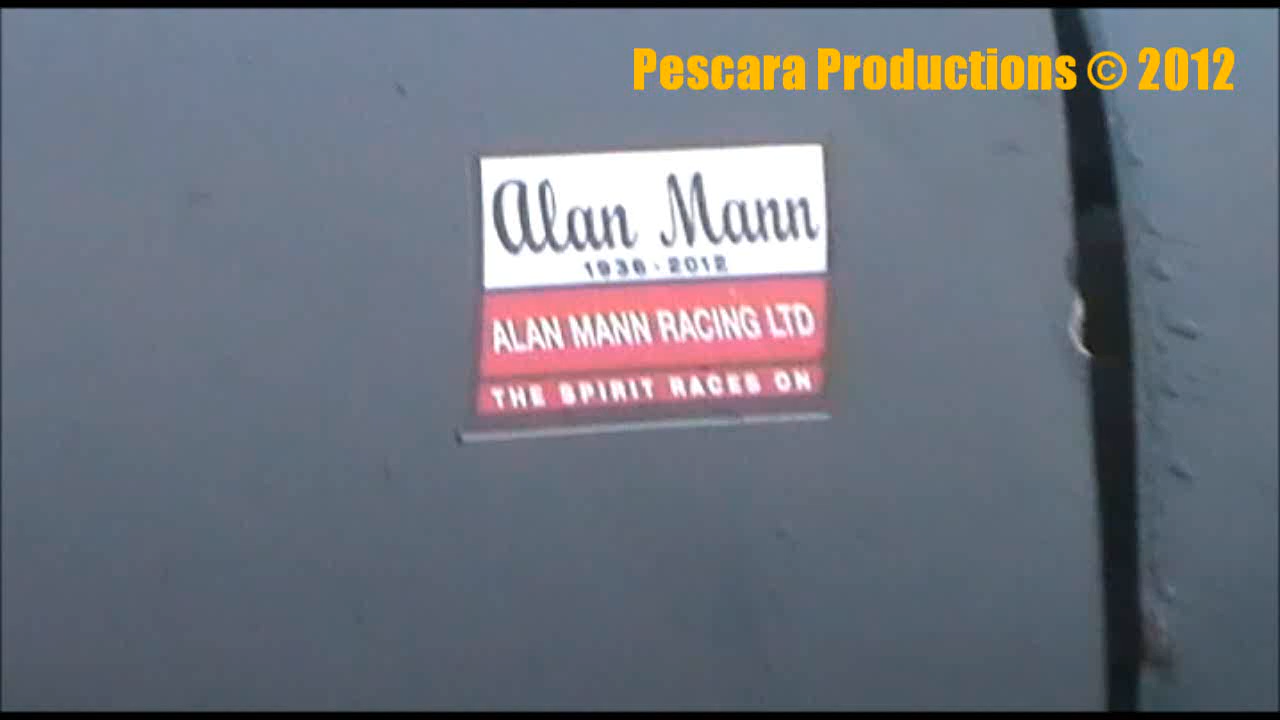 Pescara Productions © 2012
Alan Mann
1936 - 2012
ALAN MANN RACING LTD
THE SPIRIT RACES ON